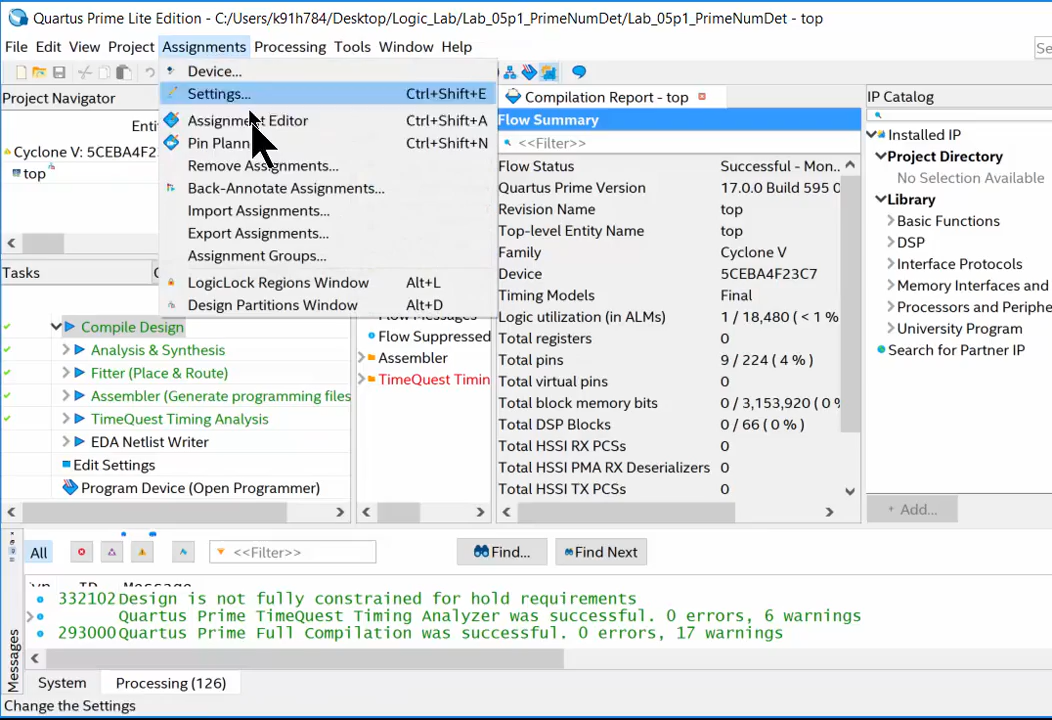 Quartus Prime Lite Edition - C:/Users/k91h784/Desktop/Logic_Lab/Lab_05p1_PrimeNumDet/Lab_05p1_PrimeNumDet - top
File Edit View Project Assignments Processing Tools Window Help
Se
Project Navigator
Enti
Cyclone V: 5CEBA4F2
top
Device...
Settings... Ctrl+Shift+E
Assignment Editor Ctrl+Shift+A
Pin Plann Ctrl+Shift+N
Remove Assignments...
Back-Annotate Assignments...
Import Assignments...
Export Assignments...
Assignment Groups...
LogicLock Regions Window Alt+L
Design Partitions Window Alt+D
Tasks
Compile Design
Analysis & Synthesis
Fitter (Place & Route)
Assembler (Generate programming files
TimeQuest Timing Analysis
EDA Netlist Writer
Edit Settings
Program Device (Open Programmer)
Flow Messages
Flow Suppressed
Assembler
TimeQuest Timin
Compilation Report - top
Flow Summary
<<Filter>>
Flow Status Successful - Mon
Quartus Prime Version 17.0.0 Build 595 0
Revision Name top
Top-level Entity Name top
Family Cyclone V
Device 5CEBA4F23C7
Timing Models Final
Logic utilization (in ALMs) 1 / 18,480 ( < 1 %
Total registers 0
Total pins 9 / 224 ( 4 % )
Total virtual pins 0
Total block memory bits 0 / 3,153,920 ( 0 %
Total DSP Blocks 0 / 66 ( 0 % )
Total HSSI RX PCSs 0
Total HSSI PMA RX Deserializers 0
Total HSSI TX PCSs 0
IP Catalog
Installed IP
Project Directory
No Selection Available
Library
Basic Functions
DSP
Interface Protocols
Memory Interfaces and
Processors and Periphe
University Program
Search for Partner IP
+ Add...
All <<Filter>> Find... Find Next
ID Message
332102 Design is not fully constrained for hold requirements
Quartus Prime TimeQuest Timing Analyzer was successful. 0 errors, 6 warnings
293000 Quartus Prime Full Compilation was successful. 0 errors, 17 warnings
Messages
System Processing (126)
Change the Settings